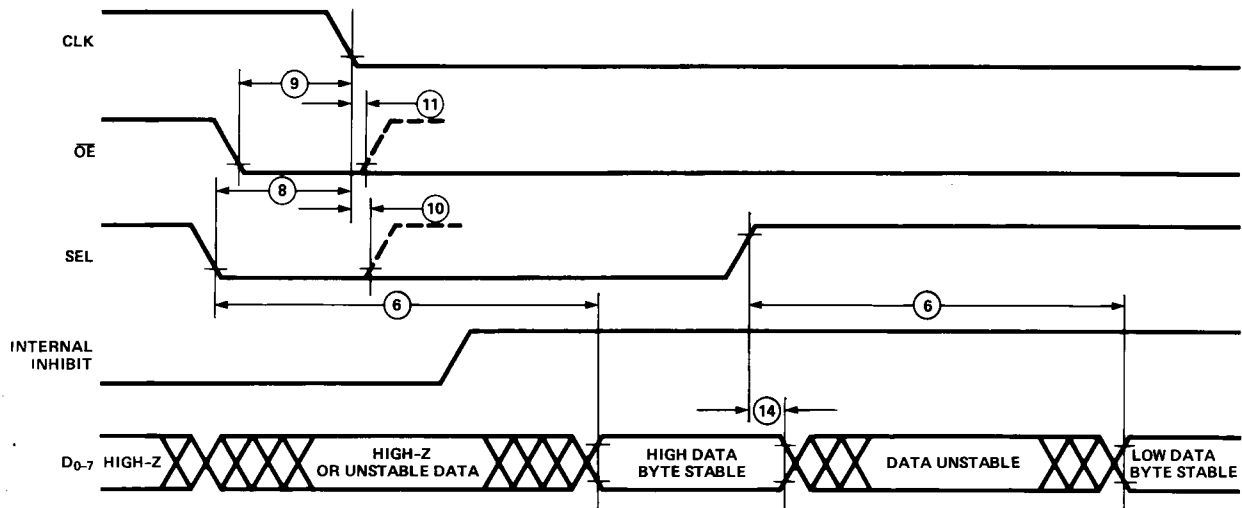 CLK
9
11
OE
8
10
SEL
6
6
INTERNAL
INHIBIT
14
D0–7
HIGH–Z
HIGH–Z
OR UNSTABLE DATA
HIGH DATA
BYTE STABLE
DATA UNSTABLE
LOW DATA
BYTE STABLE